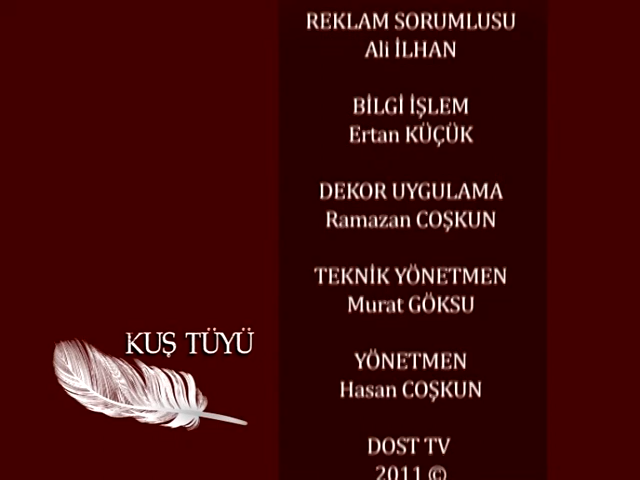 REKLAM SORUMLUSU
Ali İLHAN
BİLGİ İŞLEM
Ertan KÜÇÜK
DEKOR UYGULAMA
Ramazan COŞKUN
TEKNİK YÖNETMEN
Murat GÖKSU
YÖNETMEN
Hasan COŞKUN
DOST TV
2011 ©
KUŞ TÜYÜ